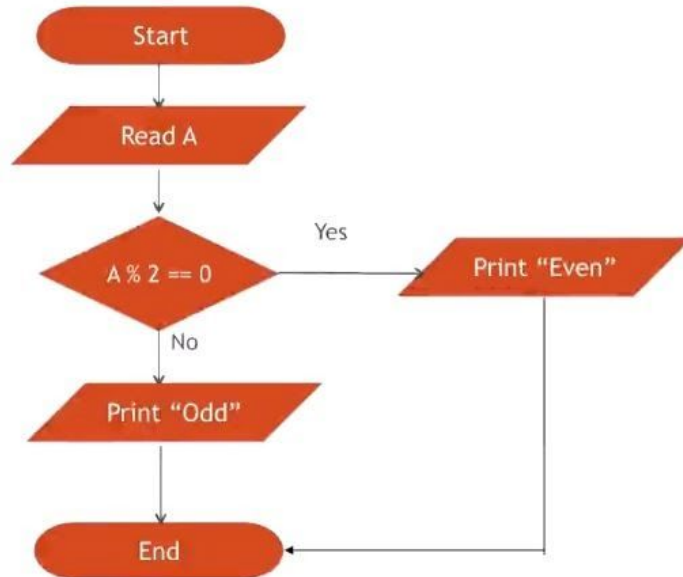 Start
Read A
A % 2 == 0
Yes
Print “Even”
No
Print “Odd”
End